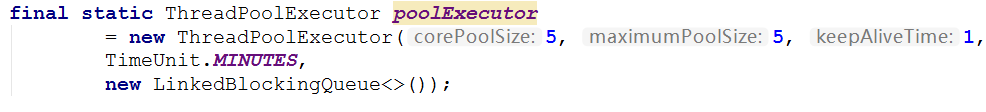 final static ThreadPoolExecutor poolExecutor
= new ThreadPoolExecutor( corePoolSize: 5, maximumPoolSize: 5, keepAliveTime: 1,
TimeUnit.MINUTES,
new LinkedBlockingQueue<>());